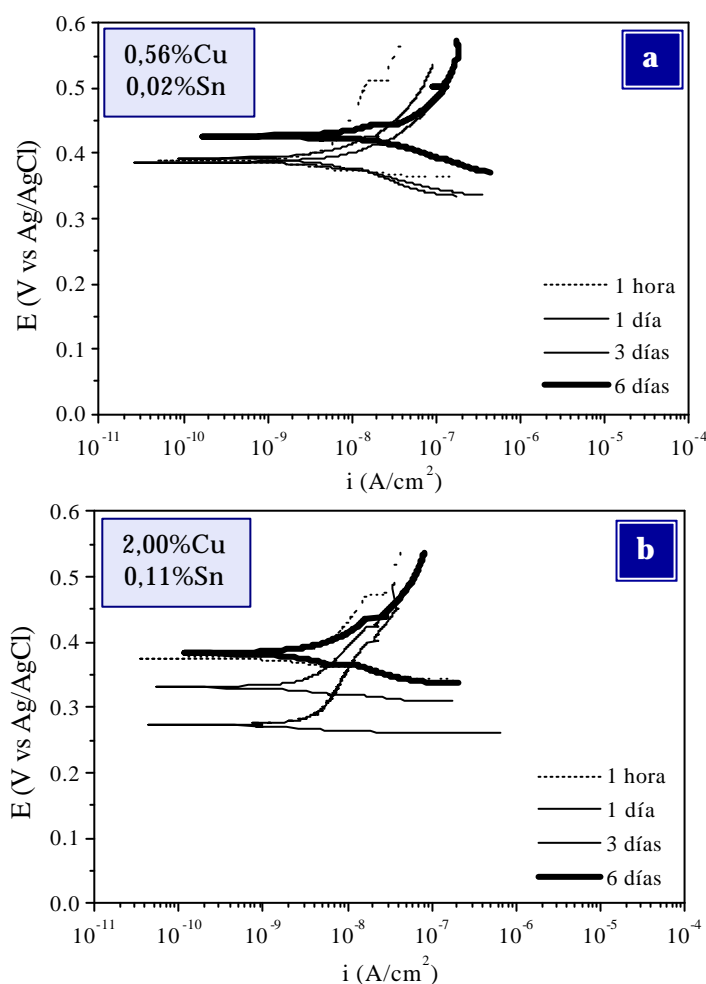 0,56%Cu
0,02%Sn
a
0.6
0.5
0.4
0.3
0.2
0.1
0.0
E (V vs Ag/AgCl)
1 hora
1 día
3 días
6 días
10⁻¹¹ 10⁻¹⁰ 10⁻⁹ 10⁻⁸ 10⁻⁷ 10⁻⁶ 10⁻⁵ 10⁻⁴
i (A/cm²)
2,00%Cu
0,11%Sn
b
0.6
0.5
0.4
0.3
0.2
0.1
0.0
E (V vs Ag/AgCl)
1 hora
1 día
3 días
6 días
10⁻¹¹ 10⁻¹⁰ 10⁻⁹ 10⁻⁸ 10⁻⁷ 10⁻⁶ 10⁻⁵ 10⁻⁴
i (A/cm²)